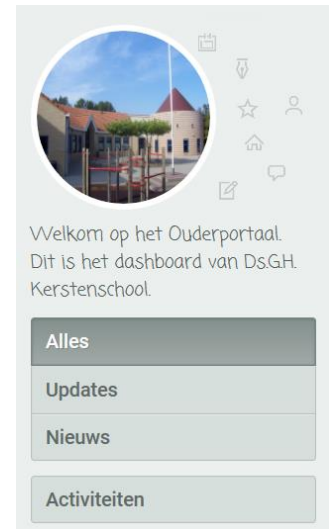 Welkom op het Ouderportaal.
Dit is het dashboard van Ds.G.H.
Kerstenschool.
Alles
Updates
Nieuws
Activiteiten